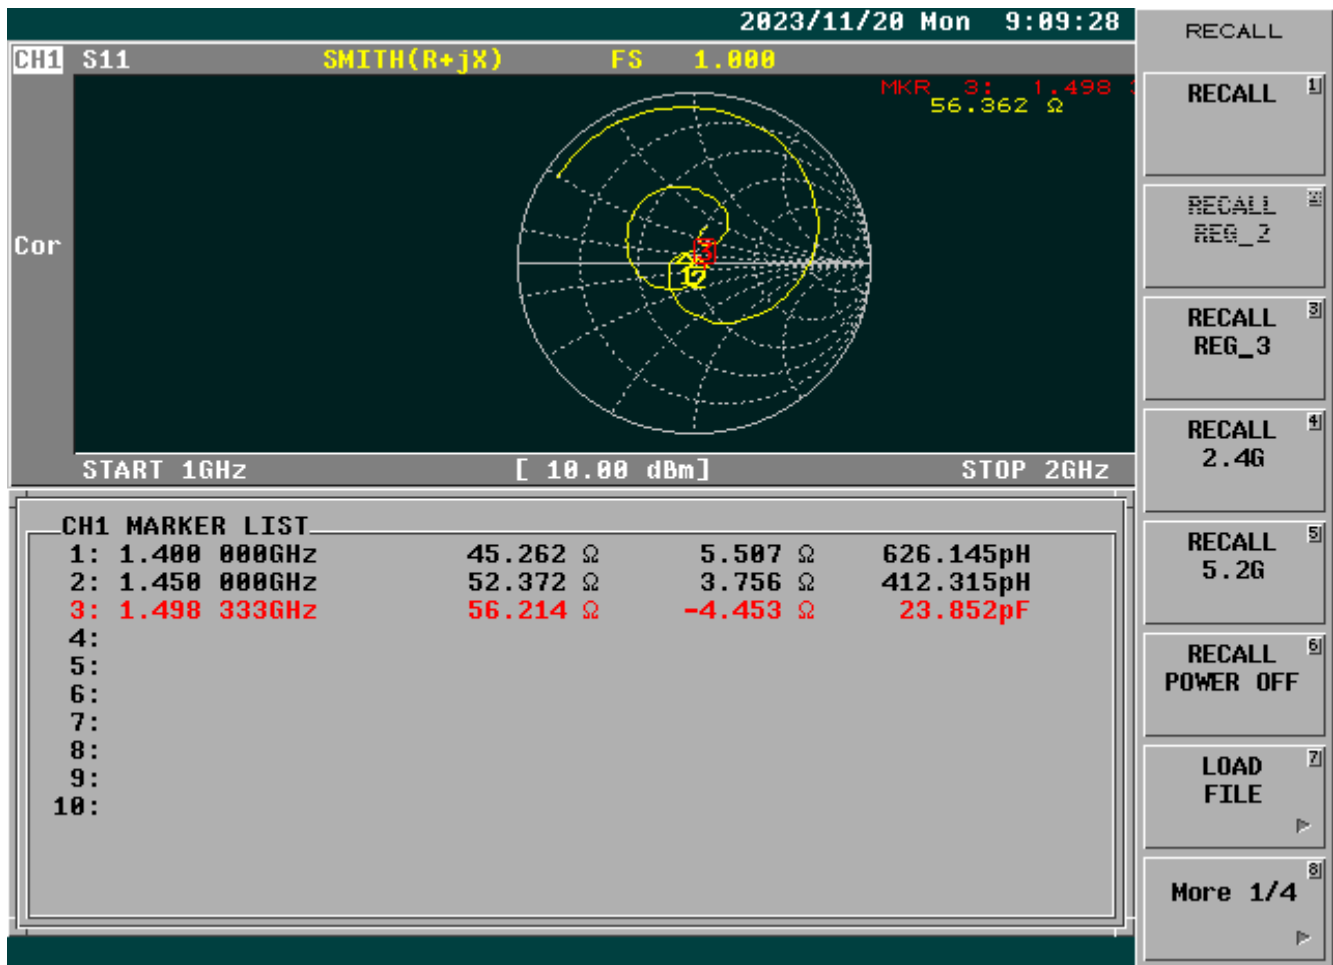 2023/11/20 Mon 9:09:28
CH1 S11 SMITH(R+jX) FS 1.000
MKR 3: 1.498
56.362 Ω
Cor
3
1
2
START 1GHz [ 10.00 dBm] STOP 2GHz
CH1 MARKER LIST
1: 1.400 000GHz 45.262 Ω 5.507 Ω 626.145pH
2: 1.450 000GHz 52.372 Ω 3.756 Ω 412.315pH
3: 1.498 333GHz 56.214 Ω -4.453 Ω 23.852pF
4:
5:
6:
7:
8:
9:
10:
RECALL
RECALL 1
RECALL 2
REG_2
RECALL 3
REG_3
RECALL 4
2.4G
RECALL 5
5.2G
RECALL 6
POWER OFF
LOAD 7
FILE
8
More 1/4